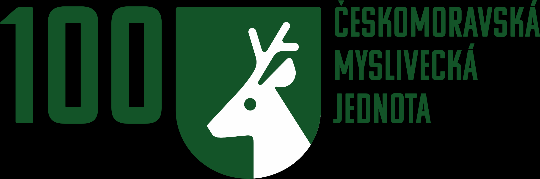 100
ČESKOMORAVSKÁ
MYSLIVECKÁ
JEDNOTA